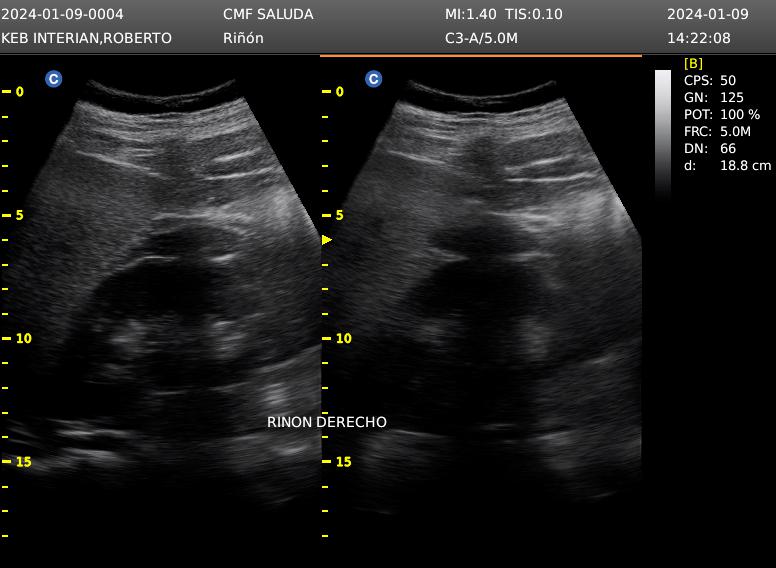 2024-01-09-0004 CMF SALUDA MI:1.40 TIS:0.10 2024-01-09
KEB INTERIAN,ROBERTO Riñón C3-A/5.0M 14:22:08
C C
[B]
CPS: 50
GN: 125
POT: 100 %
FRC: 5.0M
DN: 66
d: 18.8 cm
0 0
5 5
10 10
RINON DERECHO
15 15